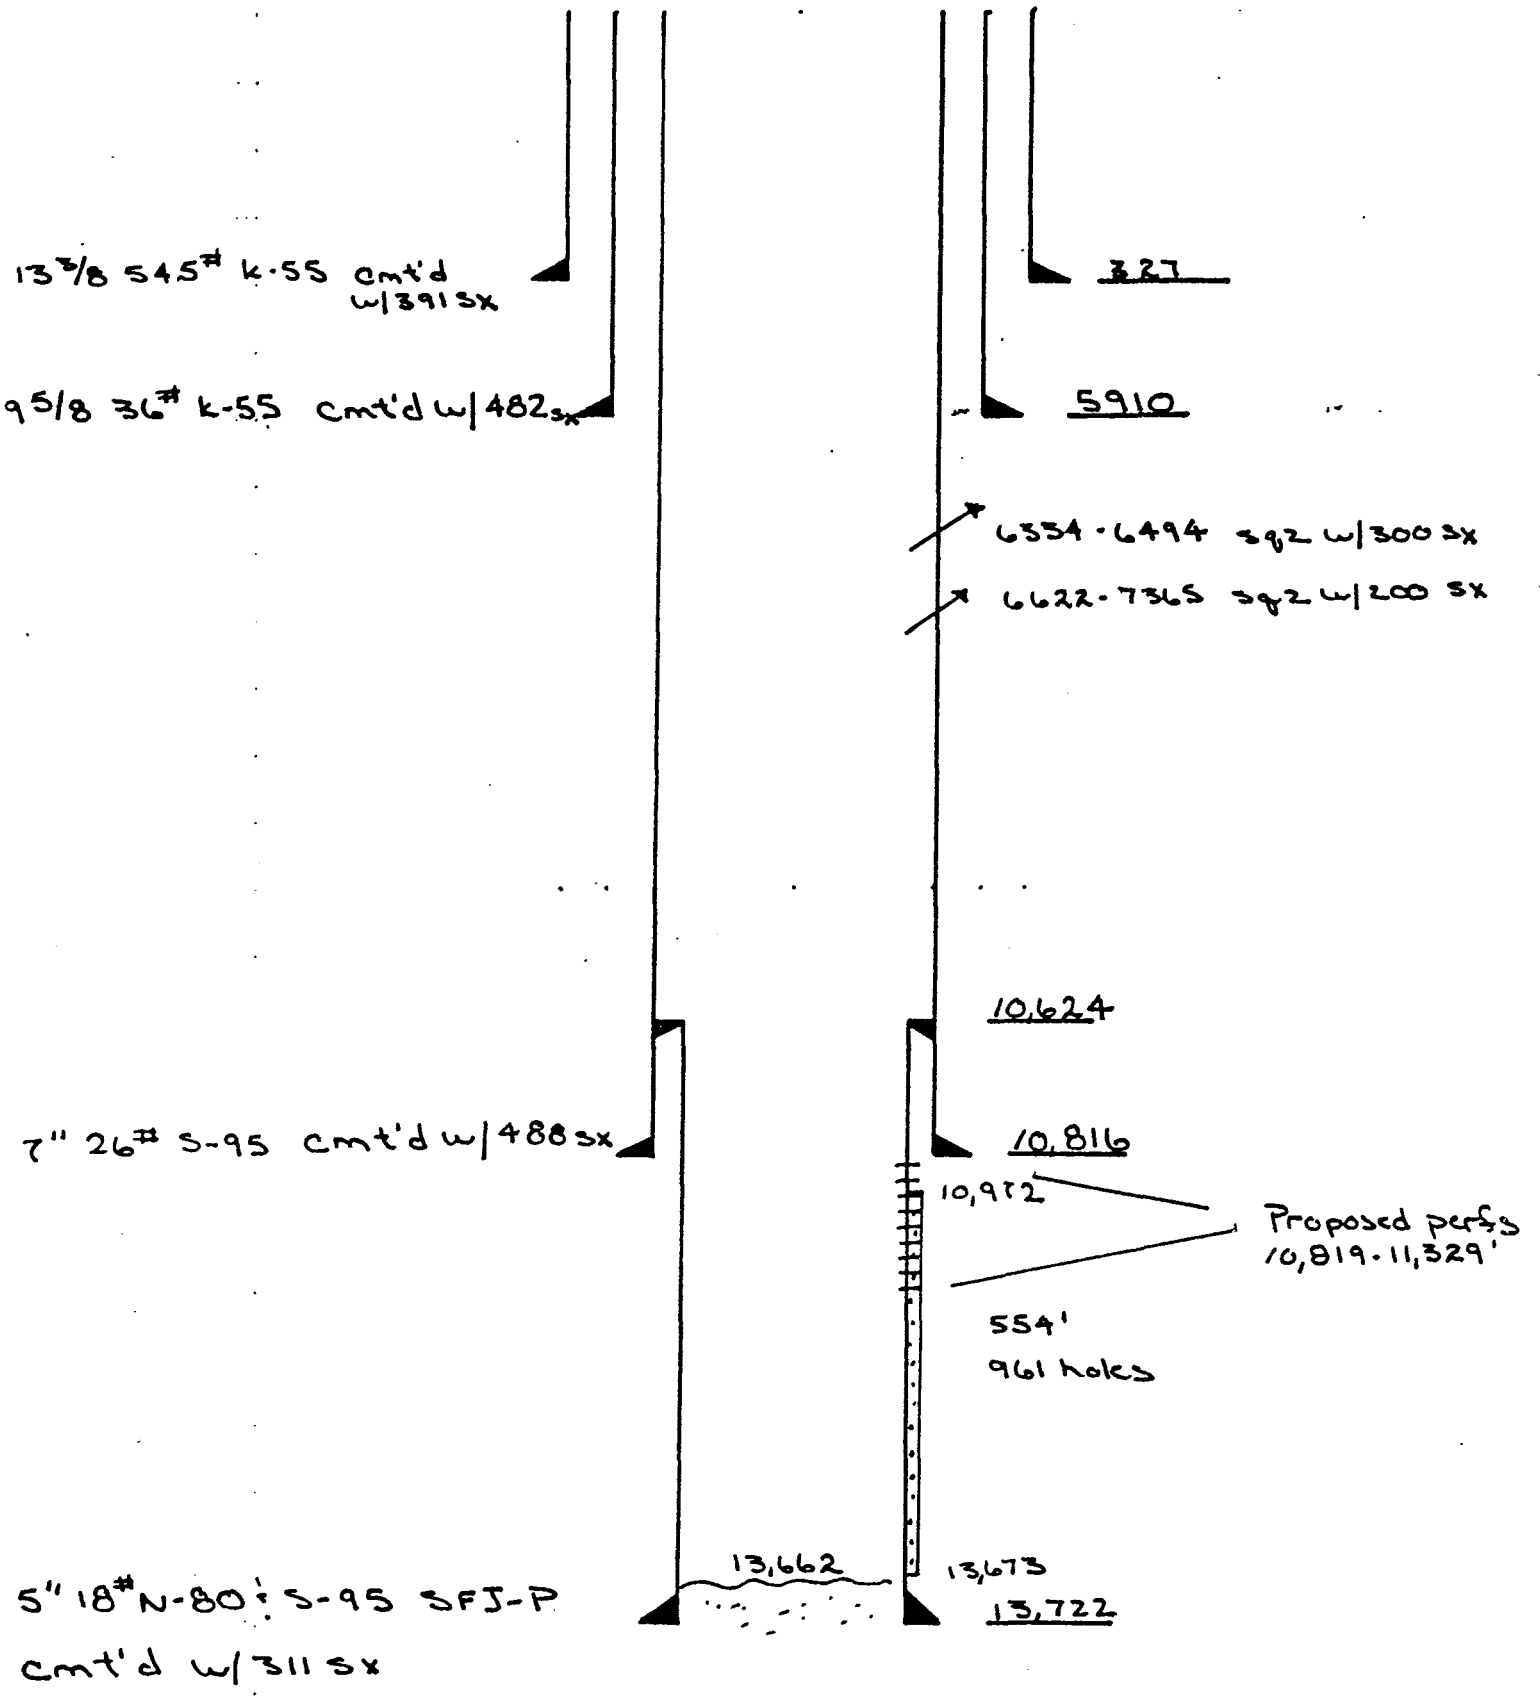 13 3/8 54.5# K-55 cmt'd
w/391 sx
327
9 5/8 36# K-55 cmt'd w/482 sx
5910
6334-6494 sqz w/300 sx
6622-7365 sqz w/200 sx
10,624
7" 26# S-95 cmt'd w/488 sx
10,816
10,972
Proposed perfs
10,819-11,329'
554'
961 holes
13,662
13,673
5" 18# N-80 & S-95 SFJ-P
13,722
cmt'd w/311 sx